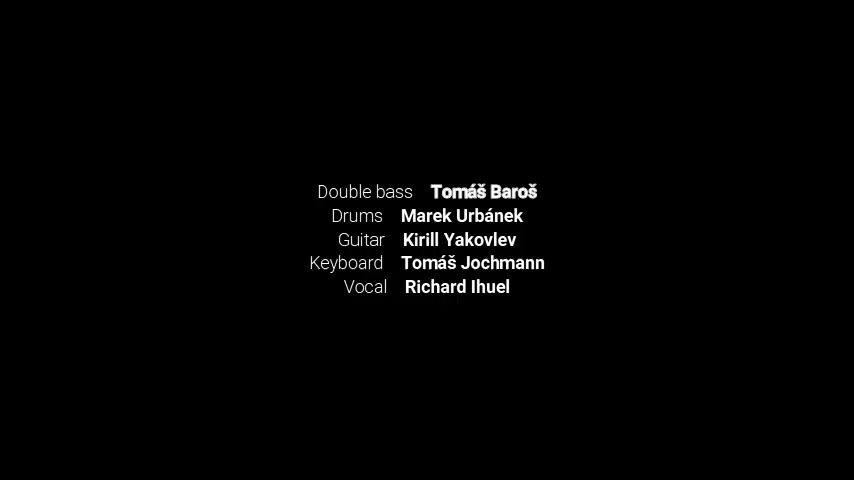 Double bass Tomáš Baroš
Drums Marek Urbánek
Guitar Kirill Yakovlev
Keyboard Tomáš Jochmann
Vocal Richard Ihuel